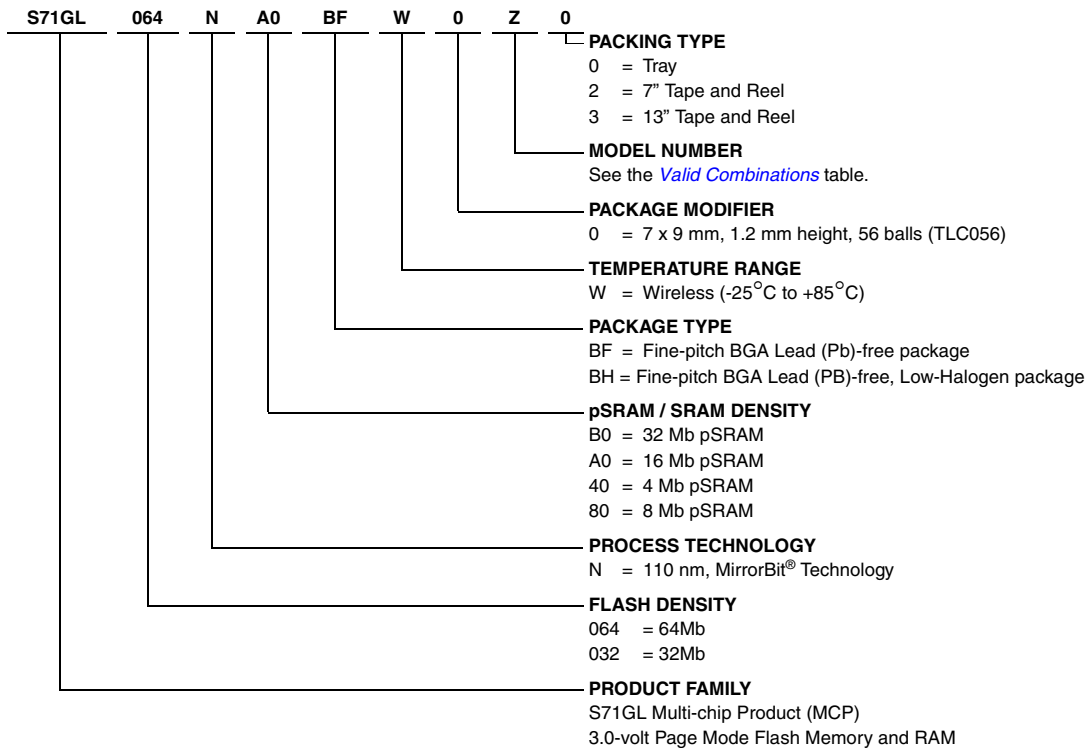 S71GL 064 N A0 BF W 0 Z 0
PACKING TYPE
0 = Tray
2 = 7” Tape and Reel
3 = 13” Tape and Reel
MODEL NUMBER
See the Valid Combinations table.
PACKAGE MODIFIER
0 = 7 x 9 mm, 1.2 mm height, 56 balls (TLC056)
TEMPERATURE RANGE
W = Wireless (-25°C to +85°C)
PACKAGE TYPE
BF = Fine-pitch BGA Lead (Pb)-free package
BH = Fine-pitch BGA Lead (PB)-free, Low-Halogen package
pSRAM / SRAM DENSITY
B0 = 32 Mb pSRAM
A0 = 16 Mb pSRAM
40 = 4 Mb pSRAM
80 = 8 Mb pSRAM
PROCESS TECHNOLOGY
N = 110 nm, MirrorBit® Technology
FLASH DENSITY
064 = 64Mb
032 = 32Mb
PRODUCT FAMILY
S71GL Multi-chip Product (MCP)
3.0-volt Page Mode Flash Memory and RAM